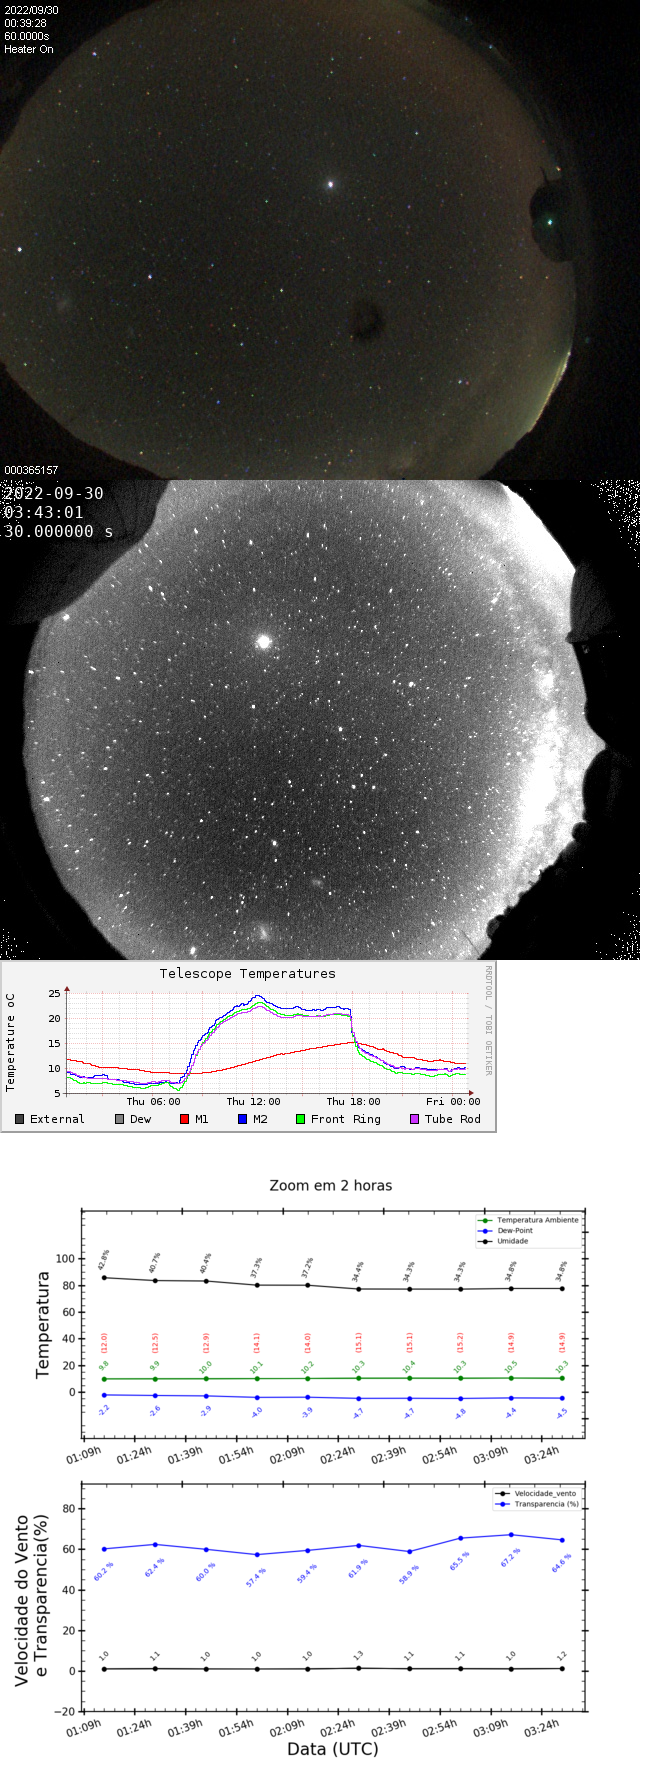 2022/09/30
00:39:28
60.0000s
Heater On
000365157
2022-09-30
03:43:01
30.000000 s
Telescope Temperatures
RRDTOOL / TOBI OETIKER
Temperature oC
25
20
15
10
5
Thu 06:00 Thu 12:00 Thu 18:00 Fri 00:00
External Dew M1 M2 Front Ring Tube Rod
Zoom em 2 horas
Temperatura Ambiente
Dew-Point
Umidade
Temperatura
100
80
60
40
20
0
42.8% 40.7% 40.4% 37.3% 37.2% 34.4% 34.3% 34.3% 34.8% 34.8%
(12.0) (12.5) (12.9) (14.1) (14.0) (15.1) (15.1) (15.2) (14.9) (14.9)
9.8 9.9 10.0 10.1 10.2 10.3 10.4 10.3 10.5 10.3
-2.2 -2.6 -2.9 -4.0 -3.9 -4.7 -4.7 -4.8 -4.4 -4.5
01:09h 01:24h 01:39h 01:54h 02:09h 02:24h 02:39h 02:54h 03:09h 03:24h
Velocidade_vento
Transparencia (%)
Velocidade do Vento
e Transparencia(%)
80
60
40
20
0
−20
60.2 % 62.4 % 60.0 % 57.4 % 59.4 % 61.9 % 58.9 % 65.5 % 67.2 % 64.6 %
1.0 1.1 1.0 1.0 1.0 1.3 1.1 1.1 1.0 1.2
01:09h 01:24h 01:39h 01:54h 02:09h 02:24h 02:39h 02:54h 03:09h 03:24h
Data (UTC)